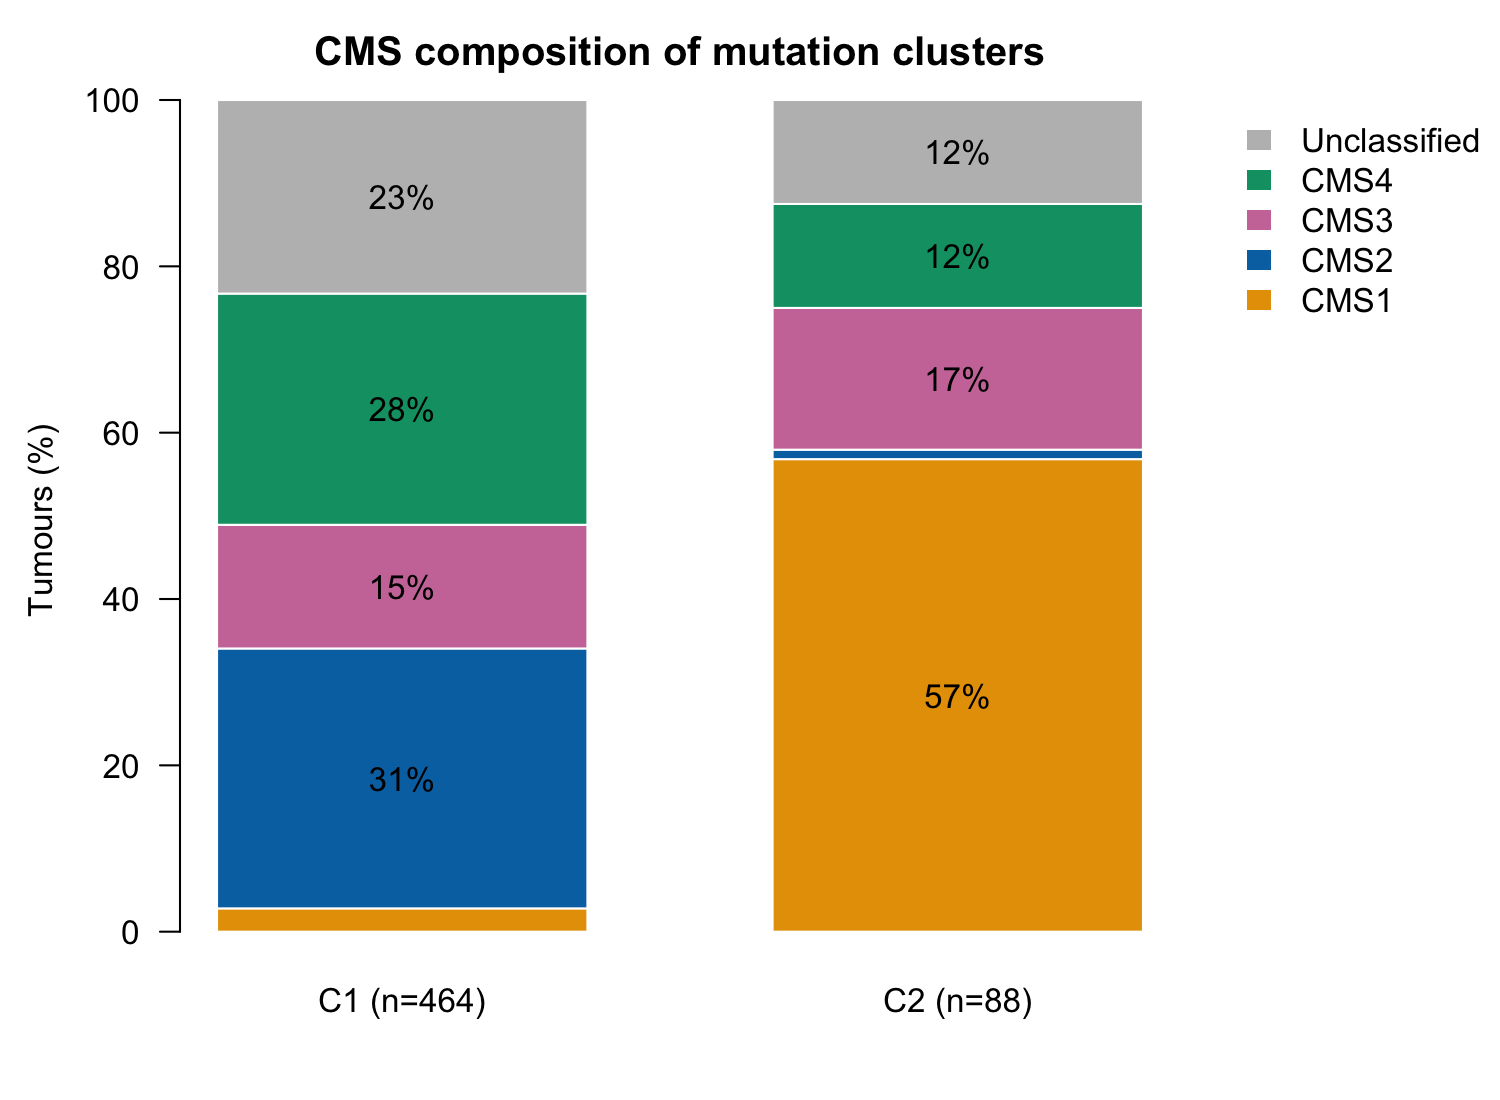 CMS composition of mutation clusters
Tumours (%)
100
80
60
40
20
0
23%
28%
15%
31%
12%
12%
17%
57%
C1 (n=464)
C2 (n=88)
Unclassified
CMS4
CMS3
CMS2
CMS1